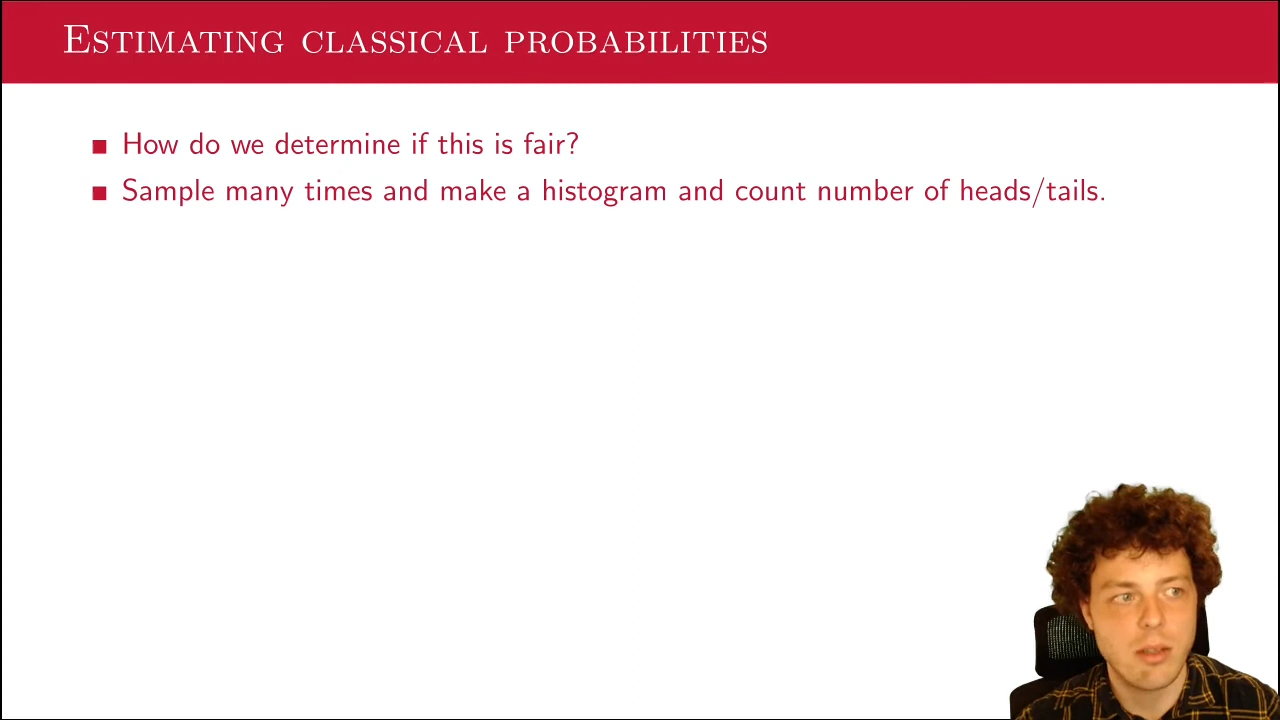 Estimating classical probabilities
How do we determine if this is fair?
Sample many times and make a histogram and count number of heads/tails.